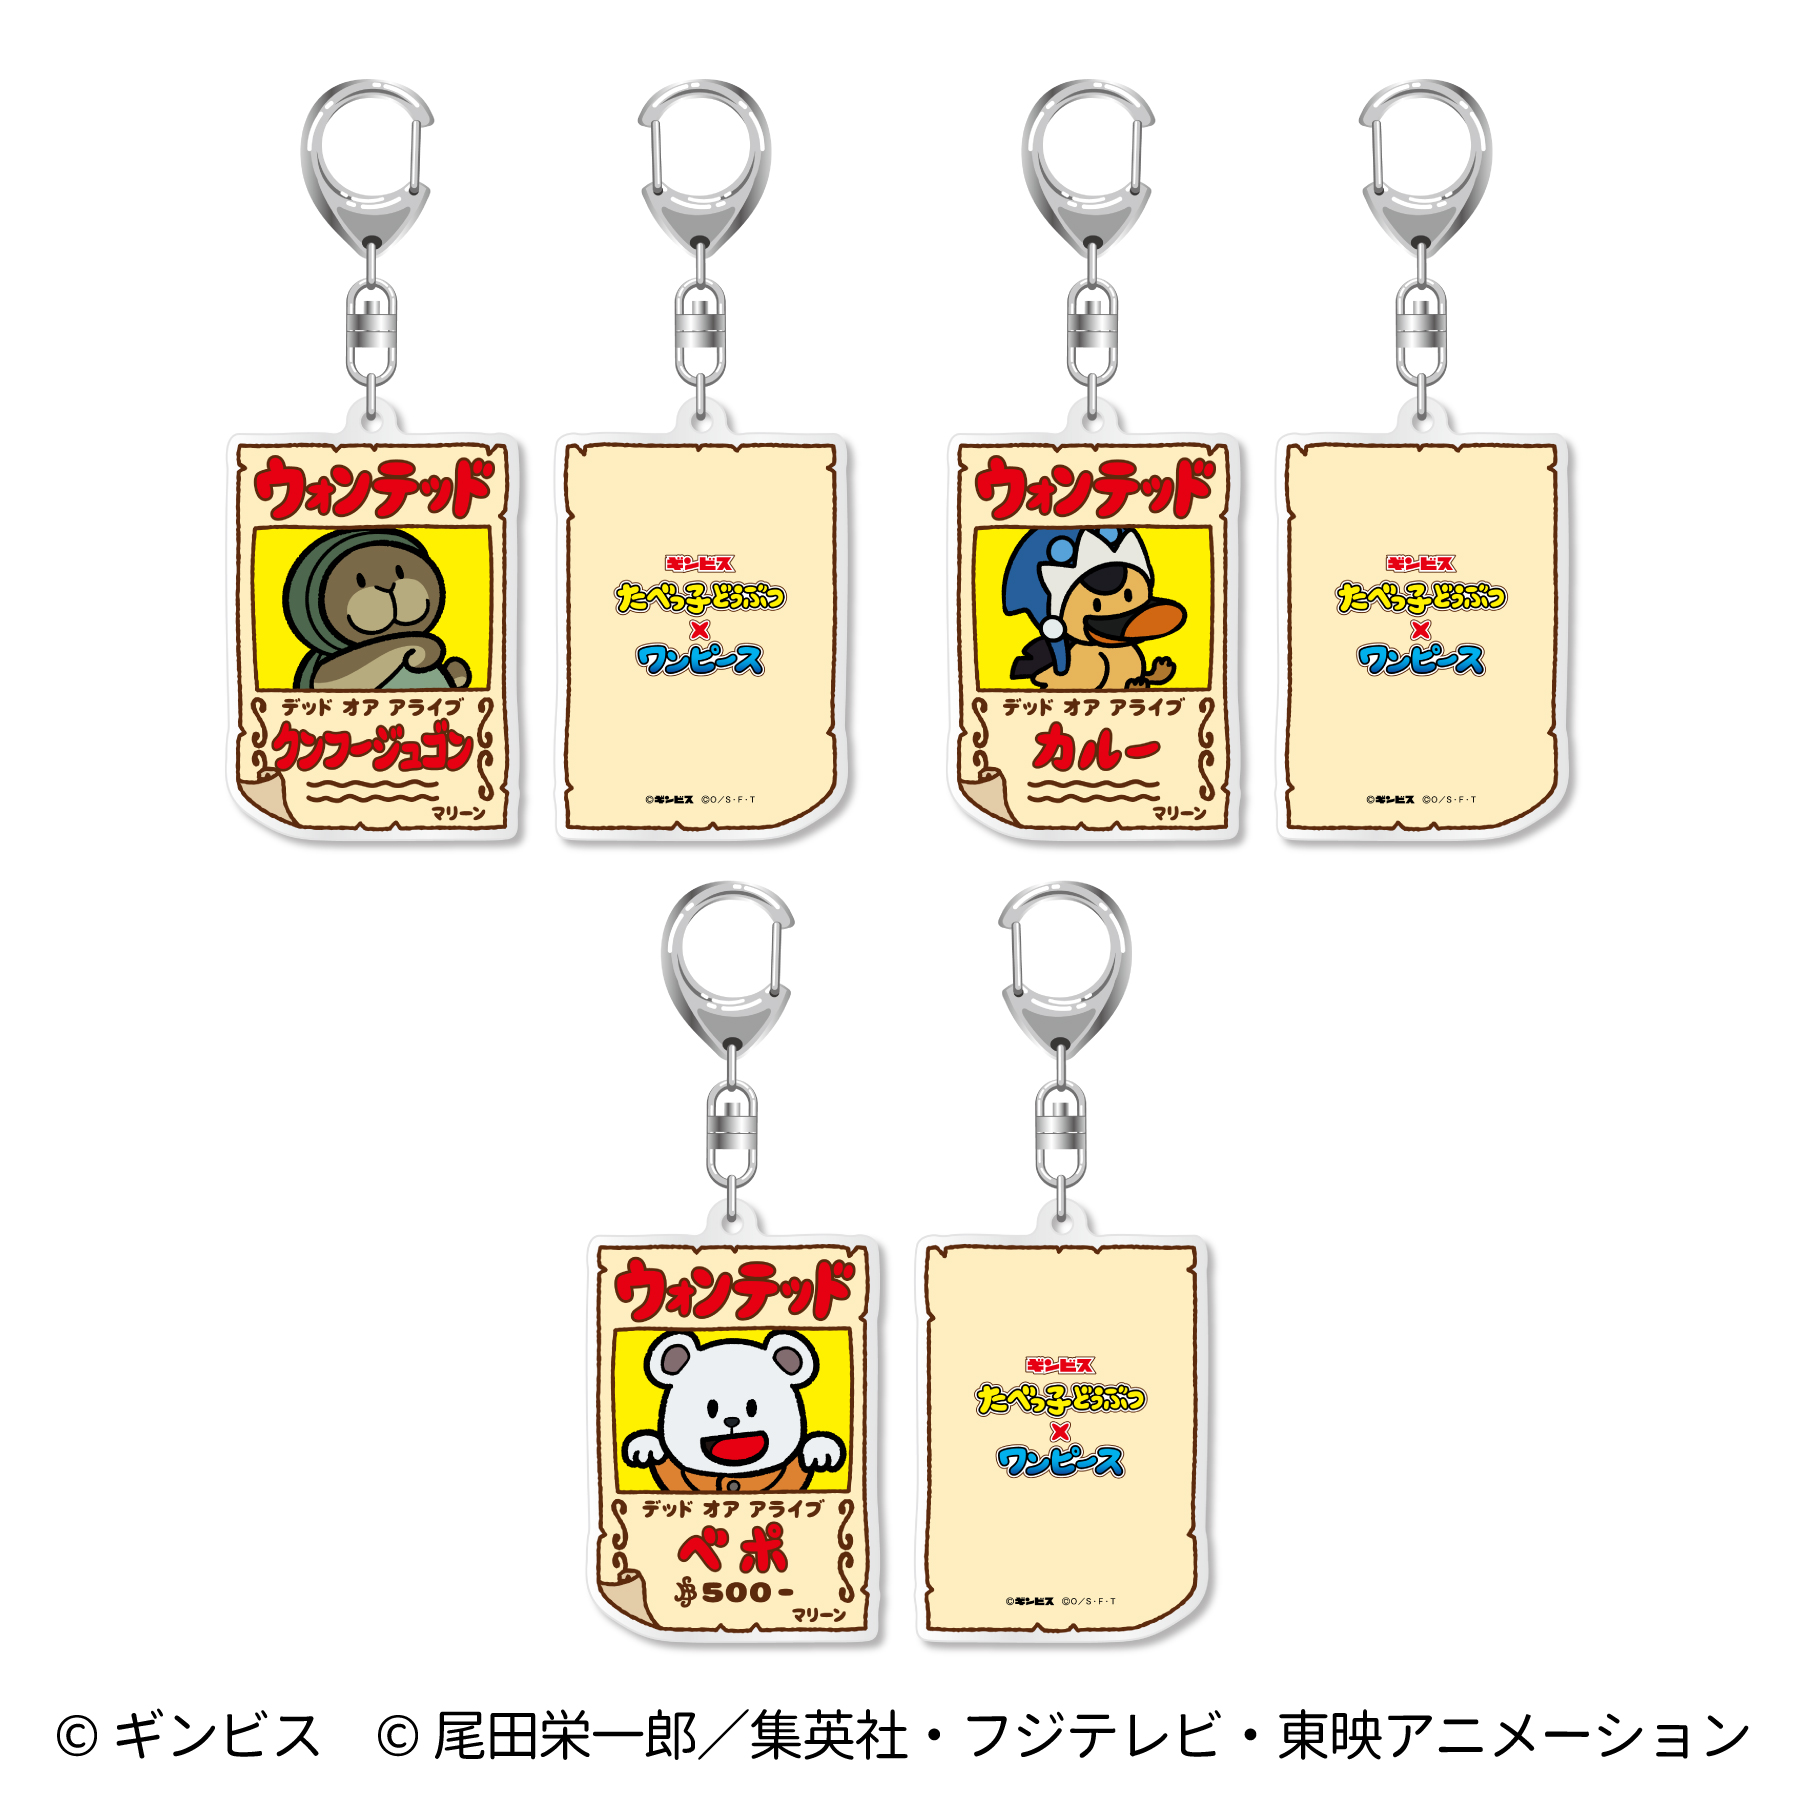 ウォンテッド
デッド オア アライブ
クンフージュゴン
マリーン
ギンビス
たべっ子どうぶつ
×
ワンピース
©ギンビス ©O/S・F・T
ウォンテッド
デッド オア アライブ
カルー
マリーン
ギンビス
たべっ子どうぶつ
×
ワンピース
©ギンビス ©O/S・F・T
ウォンテッド
デッド オア アライブ
ベポ
฿500-
マリーン
ギンビス
たべっ子どうぶつ
×
ワンピース
©ギンビス ©O/S・F・T
© ギンビス © 尾田栄一郎／集英社・フジテレビ・東映アニメーション